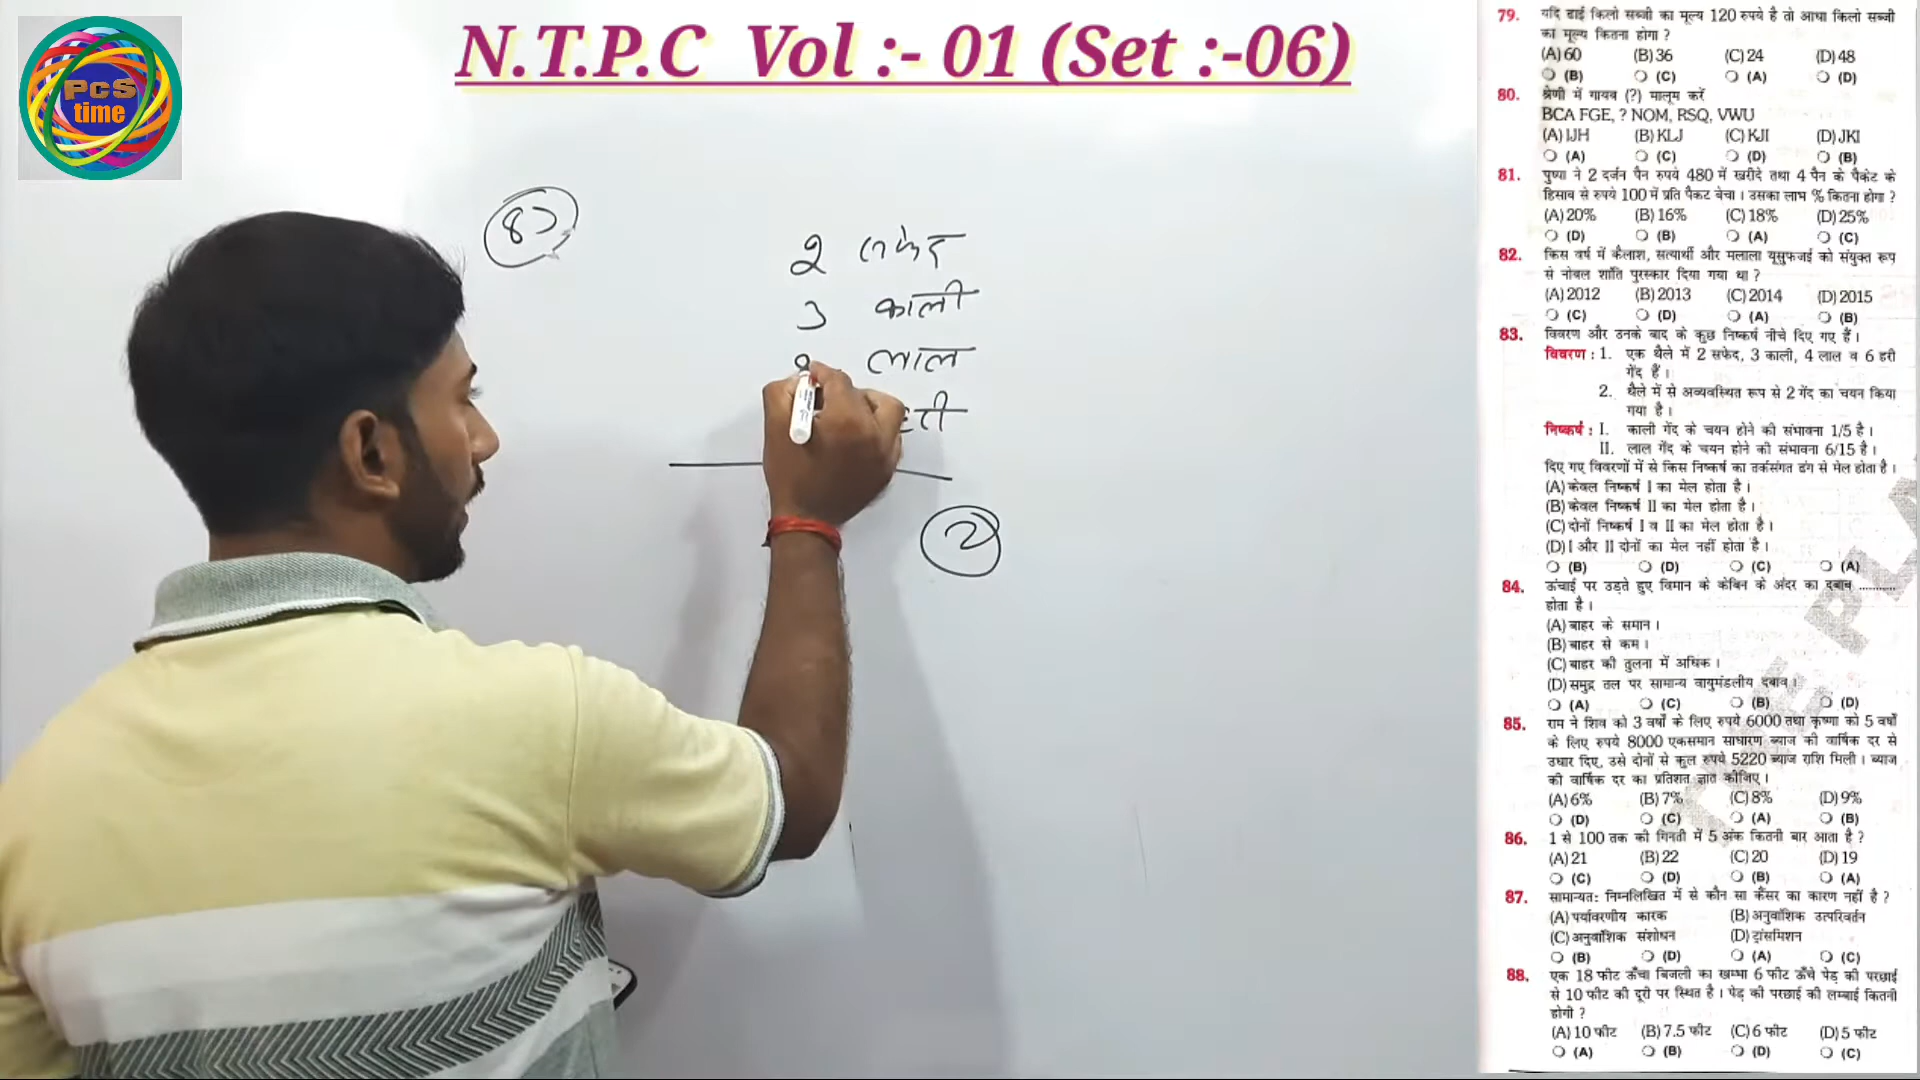 PcS
time
N.T.P.C Vol :- 01 (Set :-06)
83
2 सफेद
3 काली
लाल
हरी
2
79. यदि ढाई किलो सब्जी का मूल्य 120 रुपये है तो आधा किलो सब्जी
का मूल्य कितना होगा ?
(A) 60 (B) 36 (C) 24 (D) 48
(B) (C) (A) (D)
80. श्रेणी में गायब (?) मालूम करें
BCA FGE, ? NOM, RSQ, VWU
(A) IJH (B) KLJ (C) KJI (D) JKI
(A) (C) (D) (B)
81. पुष्पा ने 2 दर्जन पैन रुपये 480 में खरीदे तथा 4 पैन के पैकेट के
हिसाब से रुपये 100 में प्रति पैकट बेचा । उसका लाभ % कितना होगा ?
(A) 20% (B) 16% (C) 18% (D) 25%
(D) (B) (A) (C)
82. किस वर्ष में कैलाश, सत्यार्थी और मलाला यूसुफजई को संयुक्त रूप
से नोबल शांति पुरस्कार दिया गया था ?
(A) 2012 (B) 2013 (C) 2014 (D) 2015
(C) (D) (A) (B)
83. विवरण और उनके बाद के कुछ निष्कर्ष नीचे दिए गए हैं।
विवरण : 1. एक थैले में 2 सफेद, 3 काली, 4 लाल व 6 हरी
गेंद हैं ।
2. थैले में से अव्यवस्थित रूप से 2 गेंद का चयन किया
गया है ।
निष्कर्ष : I. काली गेंद के चयन होने की संभावना 1/5 है ।
II. लाल गेंद के चयन होने की संभावना 6/15 है ।
दिए गए विवरणों में से किस निष्कर्ष का तर्कसंगत ढंग से मेल होता है ।
(A) केवल निष्कर्ष I का मेल होता है ।
(B) केवल निष्कर्ष II का मेल होता है ।
(C) दोनों निष्कर्ष I व II का मेल होता है ।
(D) I और II दोनों का मेल नहीं होता है ।
(B) (D) (C) (A)
84. ऊंचाई पर उड़ते हुए विमान के केबिन के अंदर का दबाब ...........
होता है ।
(A) बाहर के समान ।
(B) बाहर से कम ।
(C) बाहर की तुलना में अधिक ।
(D) समुद्र तल पर सामान्य वायुमंडलीय दबाव ।
(A) (C) (B) (D)
85. राम ने शिव को 3 वर्षों के लिए रुपये 6000 तथा कृष्णा को 5 वर्षों
के लिए रुपये 8000 एकसमान साधारण ब्याज की वार्षिक दर से
उधार दिए, उसे दोनों से कुल रुपये 5220 ब्याज राशि मिली । ब्याज
की वार्षिक दर का प्रतिशत ज्ञात कीजिए ।
(A) 6% (B) 7% (C) 8% (D) 9%
(D) (C) (A) (B)
86. 1 से 100 तक की गिनती में 5 अंक कितनी बार आता है ?
(A) 21 (B) 22 (C) 20 (D) 19
(C) (D) (B) (A)
87. सामान्यत: निम्नलिखित में से कौन सा कैंसर का कारण नहीं है ?
(A) पर्यावरणीय कारक (B) अनुवांशिक उत्परिवर्तन
(C) अनुवांशिक संशोधन (D) ट्रांसमिशन
(B) (D) (A) (C)
88. एक 18 फीट ऊँचा बिजली का खम्भा 6 फीट ऊँचे पेड़ की परछाई
से 10 फीट की दूरी पर स्थित है । पेड़ की परछाई की लम्बाई कितनी
होगी ?
(A) 10 फीट (B) 7.5 फीट (C) 6 फीट (D) 5 फीट
(A) (B) (D) (C)